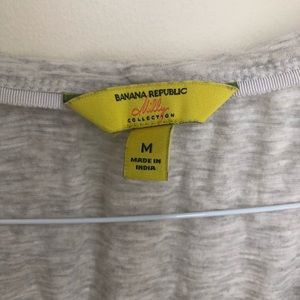 BANANA REPUBLIC
Milly
COLLECTION
M
MADE IN
INDIA